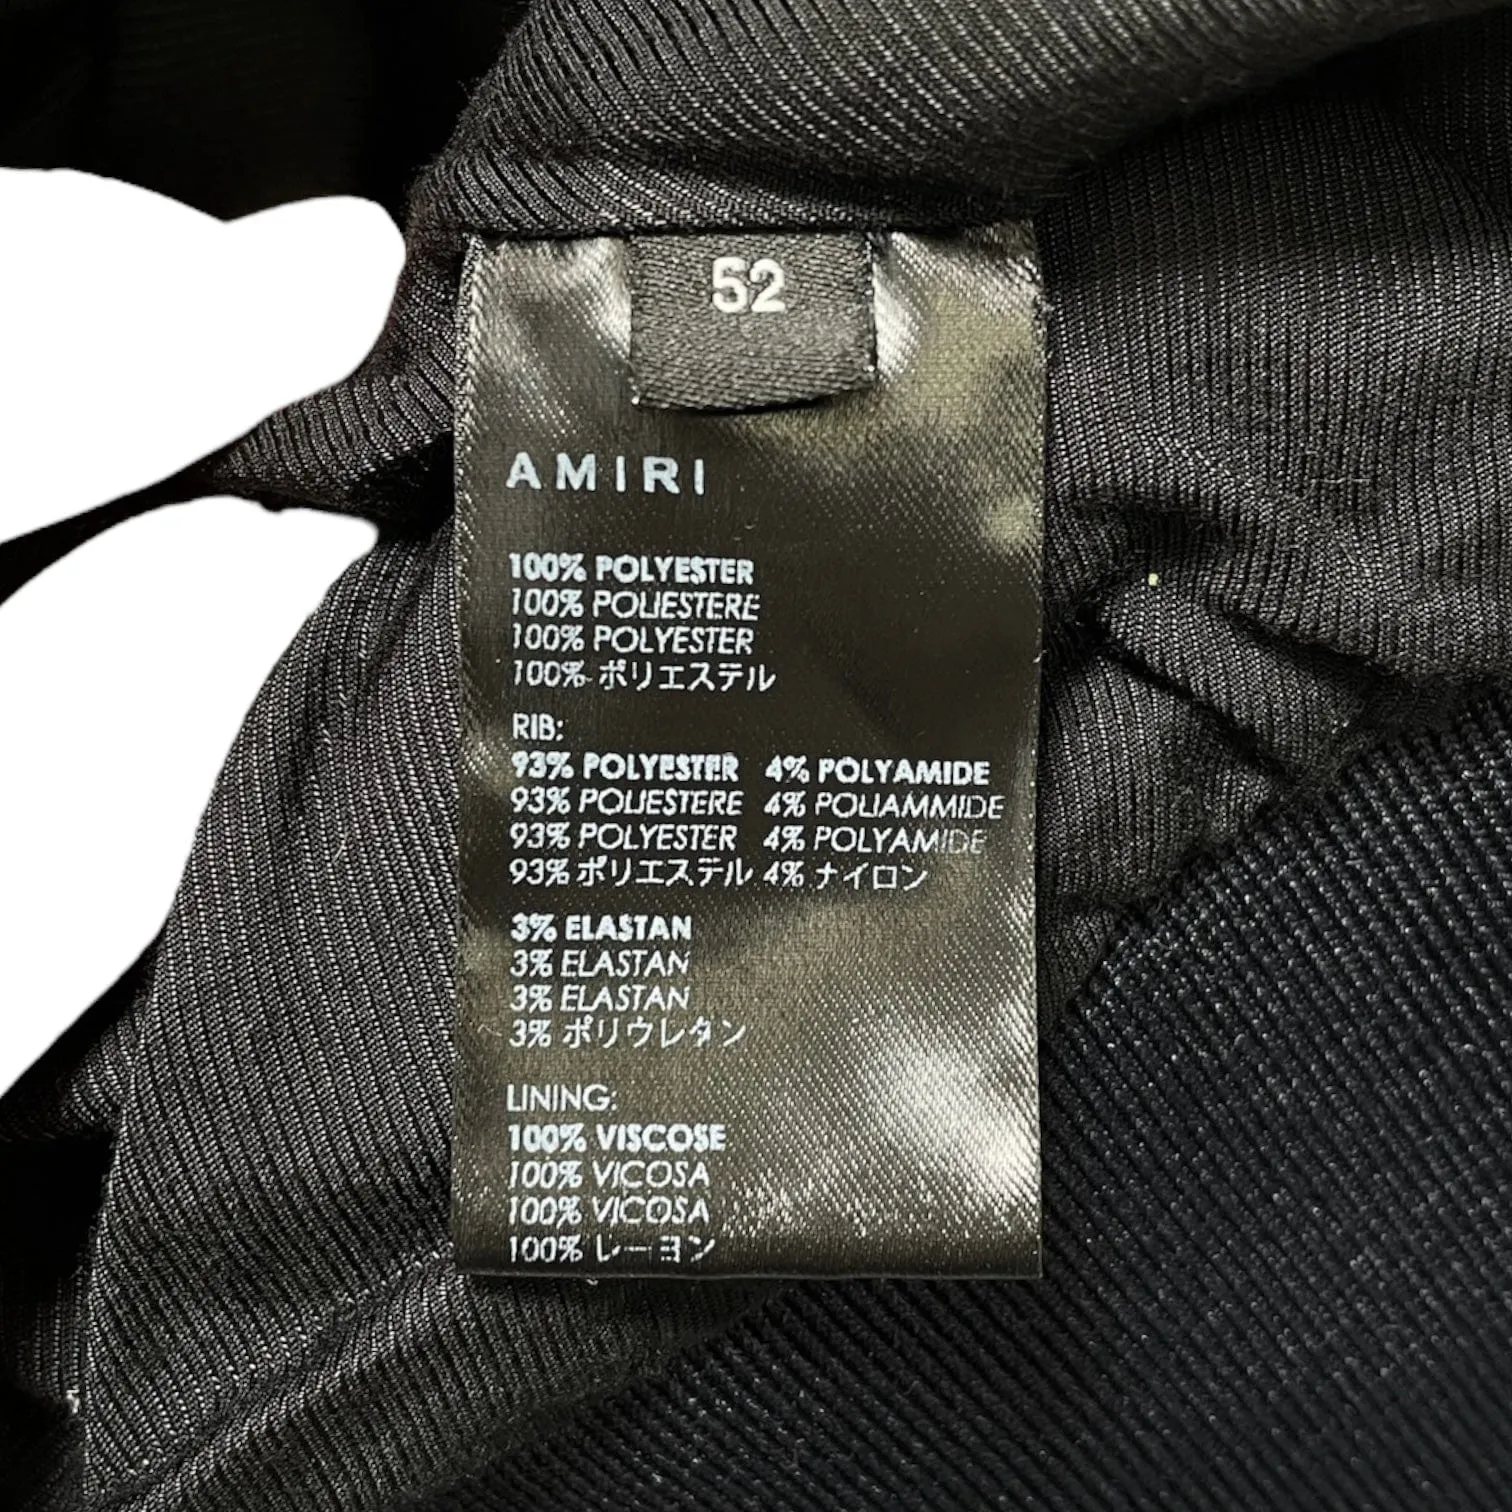 52
AMIRI
100% POLYESTER
100% POLIESTERE
100% POLYESTER
100% ポリエステル
RIB:
93% POLYESTER 4% POLYAMIDE
93% POLIESTERE 4% POLIAMMIDE
93% POLYESTER 4% POLYAMIDE
93% ポリエステル 4% ナイロン
3% ELASTAN
3% ELASTAN
3% ELASTAN
3% ポリウレタン
LINING:
100% VISCOSE
100% VICOSA
100% VICOSA
100% レーヨン